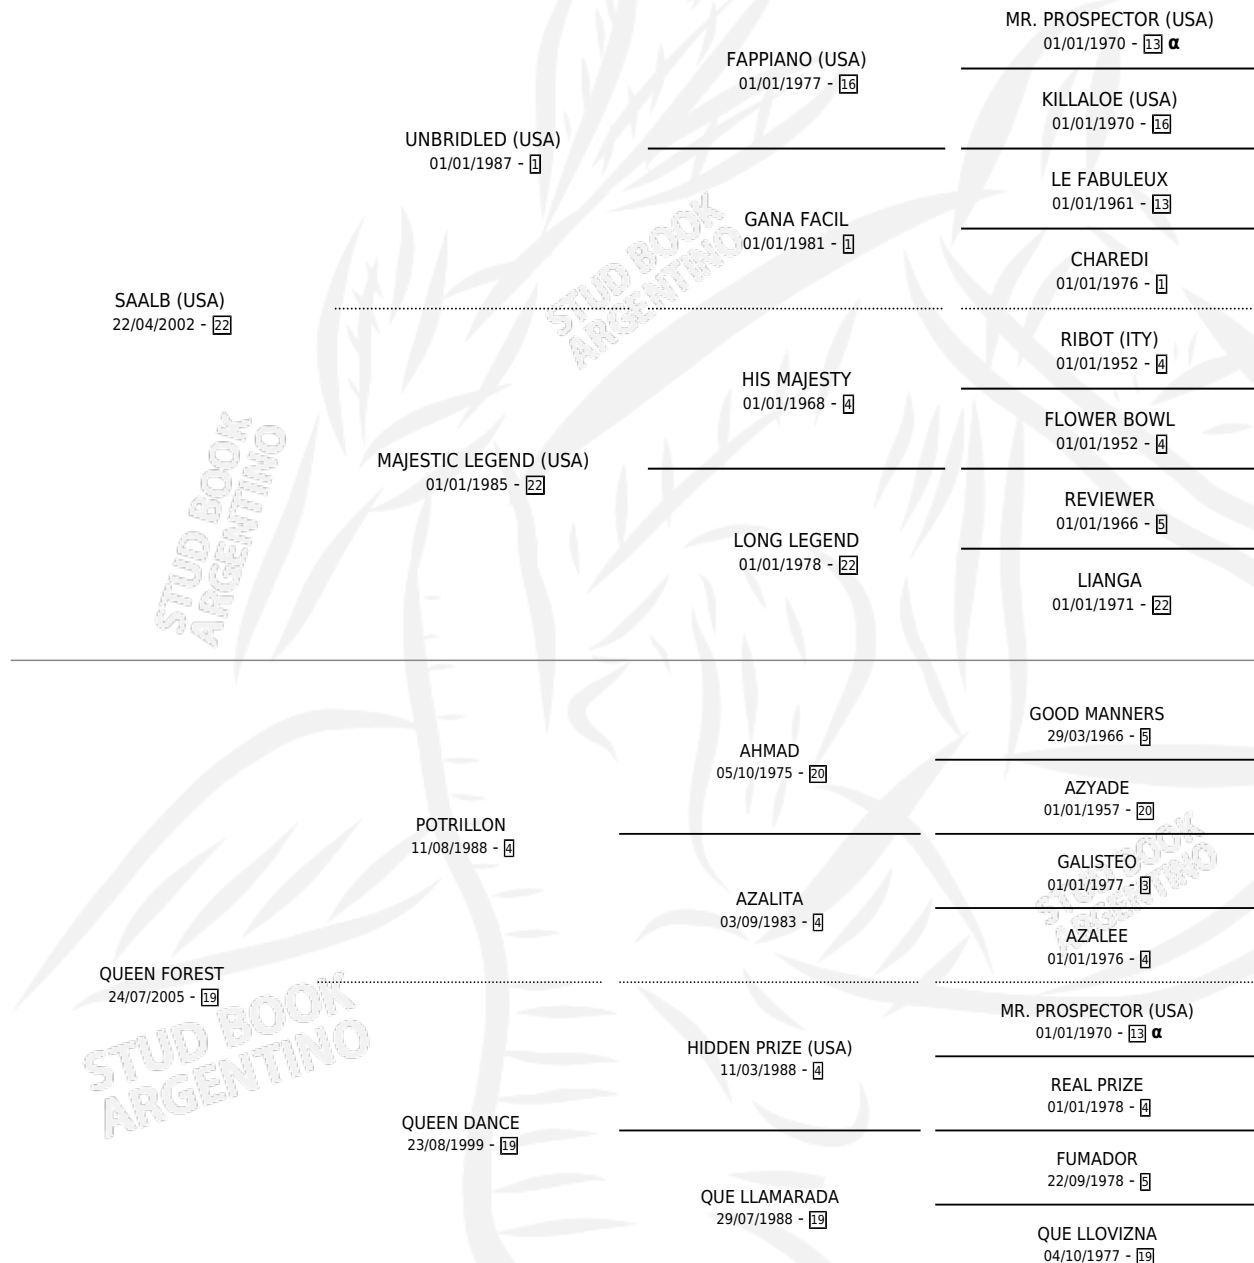 MR. PROSPECTOR (USA)
01/01/1970 - 13 α
FAPPIANO (USA)
01/01/1977 - 16
KILLALOE (USA)
01/01/1970 - 16
UNBRIDLED (USA)
01/01/1987 - 1
LE FABULEUX
01/01/1961 - 13
GANA FACIL
01/01/1981 - 1
CHAREDI
01/01/1976 - 1
SAALB (USA)
22/04/2002 - 22
RIBOT (ITY)
01/01/1952 - 4
HIS MAJESTY
01/01/1968 - 4
FLOWER BOWL
01/01/1952 - 4
MAJESTIC LEGEND (USA)
01/01/1985 - 22
REVIEWER
01/01/1966 - 5
LONG LEGEND
01/01/1978 - 22
LIANGA
01/01/1971 - 22
GOOD MANNERS
29/03/1966 - 5
AHMAD
05/10/1975 - 20
AZYADE
01/01/1957 - 20
POTRILLON
11/08/1988 - 4
GALISTEO
01/01/1977 - 3
AZALITA
03/09/1983 - 4
AZALEE
01/01/1976 - 4
QUEEN FOREST
24/07/2005 - 19
MR. PROSPECTOR (USA)
01/01/1970 - 13 α
HIDDEN PRIZE (USA)
11/03/1988 - 4
REAL PRIZE
01/01/1978 - 4
QUEEN DANCE
23/08/1999 - 19
FUMADOR
22/09/1978 - 5
QUE LLAMARADA
29/07/1988 - 19
QUE LLOVIZNA
04/10/1977 - 19
STUD BOOK
ARGENTINO
STUD BOOK
ARGENTINO
STUD BOOK
ARGENTINO
STUD BOOK
ARGENTINO